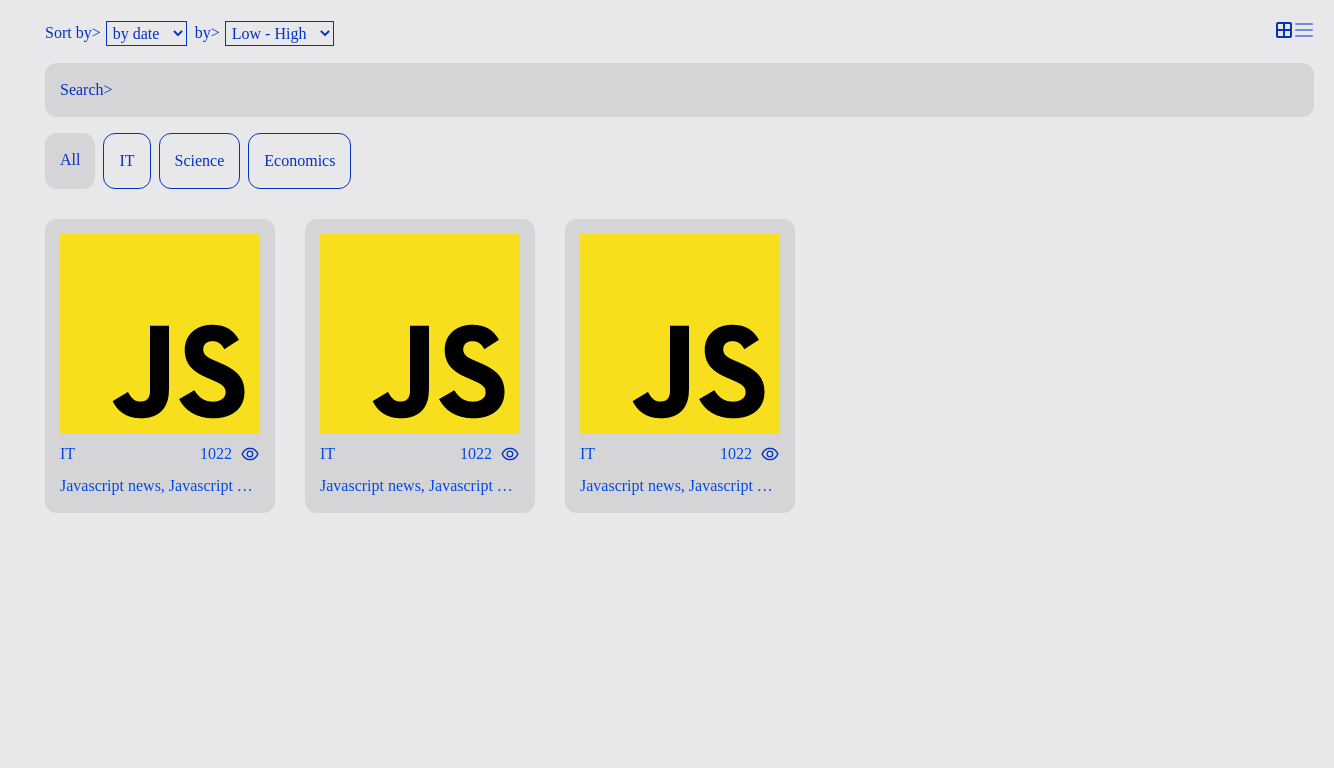 Sort by> by date by> Low - High
Search>
All IT Science Economics
JS JS JS
IT 1022 IT 1022 IT 1022
Javascript news, Javascript … Javascript news, Javascript … Javascript news, Javascript …